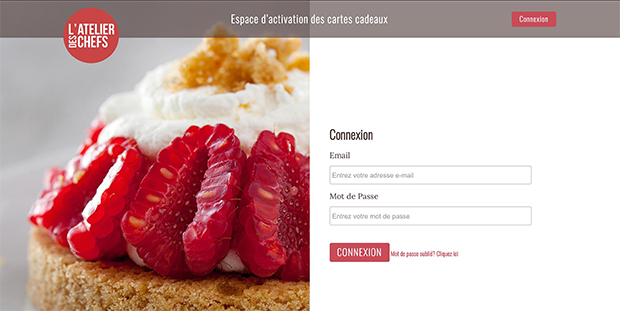 L'ATELIER
DES CHEFS
Espace d'activation des cartes cadeaux
Connexion
Connexion
Email
Entrez votre adresse e-mail
Mot de Passe
Entrez votre mot de passe
CONNEXION Mot de passe oublié? Cliquez ici